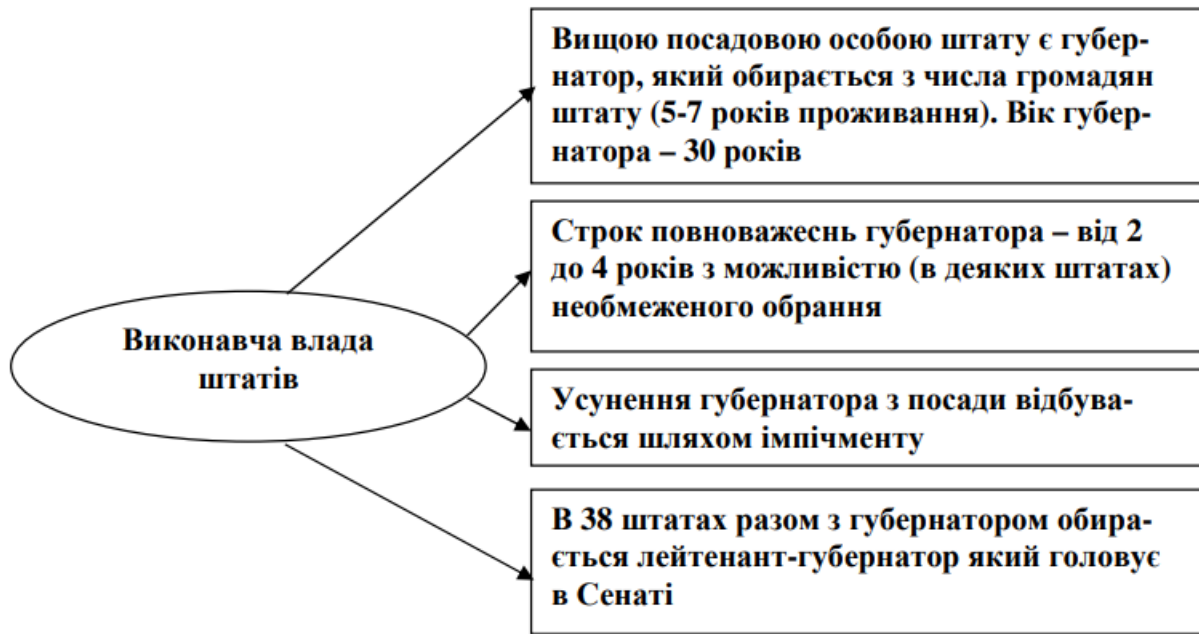 Вищою посадовою особою штату є губер-
натор, який обирається з числа громадян
штату (5-7 років проживання). Вік губер-
натора – 30 років
Строк повноважеснь губернатора – від 2
до 4 років з можливістю (в деяких штатах)
необмеженого обрання
Виконавча влада
штатів
Усунення губернатора з посади відбува-
ється шляхом імпічменту
В 38 штатах разом з губернатором обира-
ється лейтенант-губернатор який головує
в Сенаті